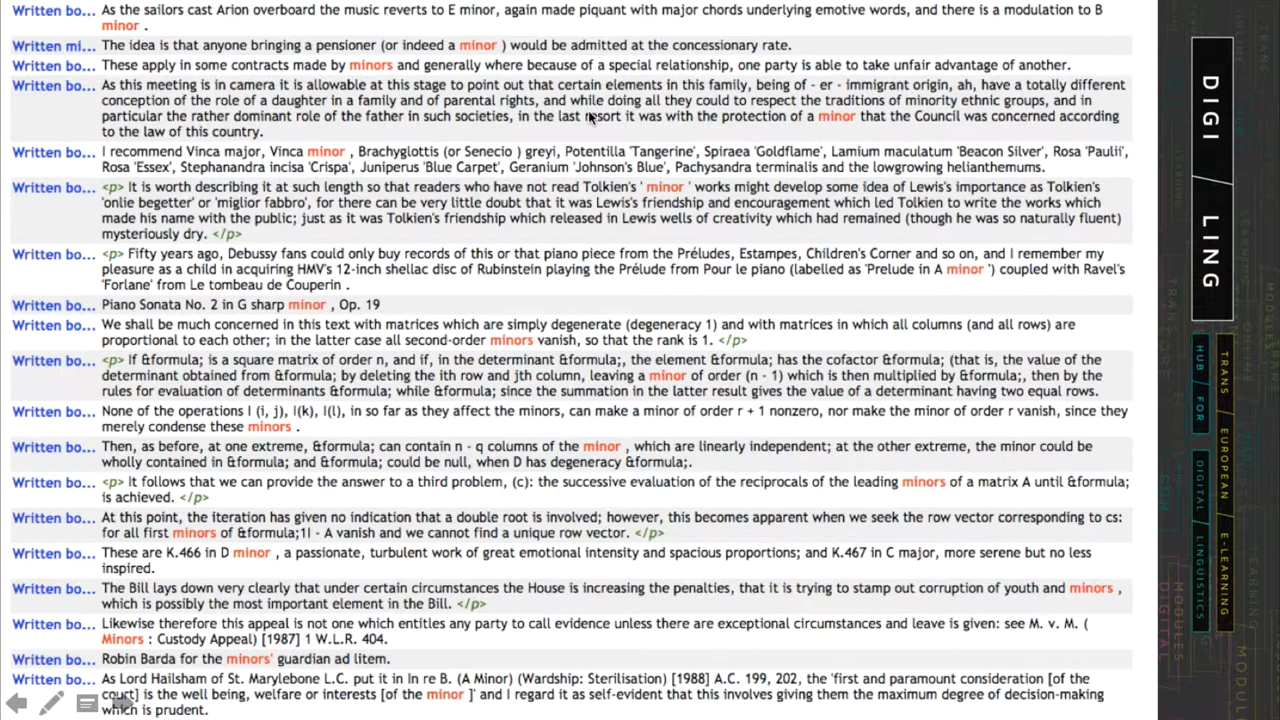 Written bo... As the sailors cast Arion overboard the music reverts to E minor, again made piquant with major chords underlying emotive words, and there is a modulation to B
minor .
Written mi... The idea is that anyone bringing a pensioner (or indeed a minor ) would be admitted at the concessionary rate.
Written bo... These apply in some contracts made by minors and generally where because of a special relationship, one party is able to take unfair advantage of another.
Written bo... As this meeting is in camera it is allowable at this stage to point out that certain elements in this family, being of - er - immigrant origin, ah, have a totally different
conception of the role of a daughter in a family and of parental rights, and while doing all they could to respect the traditions of minority ethnic groups, and in
particular the rather dominant role of the father in such societies, in the last resort it was with the protection of a minor that the Council was concerned according
to the law of this country.
Written bo... I recommend Vinca major, Vinca minor , Brachyglottis (or Senecio ) greyi, Potentilla 'Tangerine', Spiraea 'Goldflame', Lamium maculatum 'Beacon Silver', Rosa 'Paulii',
Rosa 'Essex', Stephanandra incisa 'Crispa', Juniperus 'Blue Carpet', Geranium 'Johnson's Blue', Pachysandra terminalis and the lowgrowing helianthemums.
Written bo... <p> It is worth describing it at such length so that readers who have not read Tolkien's ' minor ' works might develop some idea of Lewis's importance as Tolkien's
'onlie begetter' or 'miglior fabbro', for there can be very little doubt that it was Lewis's friendship and encouragement which led Tolkien to write the works which
made his name with the public; just as it was Tolkien's friendship which released in Lewis wells of creativity which had remained (though he was so naturally fluent)
mysteriously dry. </p>
Written bo... <p> Fifty years ago, Debussy fans could only buy records of this or that piano piece from the Préludes, Estampes, Children's Corner and so on, and I remember my
pleasure as a child in acquiring HMV's 12-inch shellac disc of Rubinstein playing the Prélude from Pour le piano (labelled as 'Prelude in A minor ') coupled with Ravel's
'Forlane' from Le tombeau de Couperin .
Written bo... Piano Sonata No. 2 in G sharp minor , Op. 19
Written bo... We shall be much concerned in this text with matrices which are simply degenerate (degeneracy 1) and with matrices in which all columns (and all rows) are
proportional to each other; in the latter case all second-order minors vanish, so that the rank is 1. </p>
Written bo... <p> If &formula; is a square matrix of order n, and if, in the determinant &formula;, the element &formula; has the cofactor &formula; (that is, the value of the
determinant obtained from &formula; by deleting the ith row and jth column, leaving a minor of order (n - 1) which is then multiplied by &formula;, then by the
rules for evaluation of determinants &formula; while &formula; since the summation in the latter result gives the value of a determinant having two equal rows.
Written bo... None of the operations I (i, j), I(k), I(l), in so far as they affect the minors, can make a minor of order r + 1 nonzero, nor make the minor of order r vanish, since they
merely condense these minors .
Written bo... Then, as before, at one extreme, &formula; can contain n - q columns of the minor , which are linearly independent; at the other extreme, the minor could be
wholly contained in &formula; and &formula; could be null, when D has degeneracy &formula;.
Written bo... <p> It follows that we can provide the answer to a third problem, (c): the successive evaluation of the reciprocals of the leading minors of a matrix A until &formula;
is achieved. </p>
Written bo... At this point, the iteration has given no indication that a double root is involved; however, this becomes apparent when we seek the row vector corresponding to cs:
for all first minors of &formula;1I - A vanish and we cannot find a unique row vector. </p>
Written bo... These are K.466 in D minor , a passionate, turbulent work of great emotional intensity and spacious proportions; and K.467 in C major, more serene but no less
inspired.
Written bo... The Bill lays down very clearly that under certain circumstances the House is increasing the penalties, that it is trying to stamp out corruption of youth and minors ,
which is possibly the most important element in the Bill. </p>
Written bo... Likewise therefore this appeal is not one which entitles any party to call evidence unless there are exceptional circumstances and leave is given: see M. v. M. (
Minors : Custody Appeal) [1987] 1 W.L.R. 404.
Written bo... Robin Barda for the minors' guardian ad litem.
Written bo... As Lord Hailsham of St. Marylebone L.C. put it in In re B. (A Minor) (Wardship: Sterilisation) [1988] A.C. 199, 202, the 'first and paramount consideration [of the
court] is the well being, welfare or interests [of the minor ]' and I regard it as self-evident that this involves giving them the maximum degree of decision-making
which is prudent.
DIGI / LING
TRANS / EUROPEAN / E-LEARNING
HUB / FOR / DIGITAL / LINGUISTICS